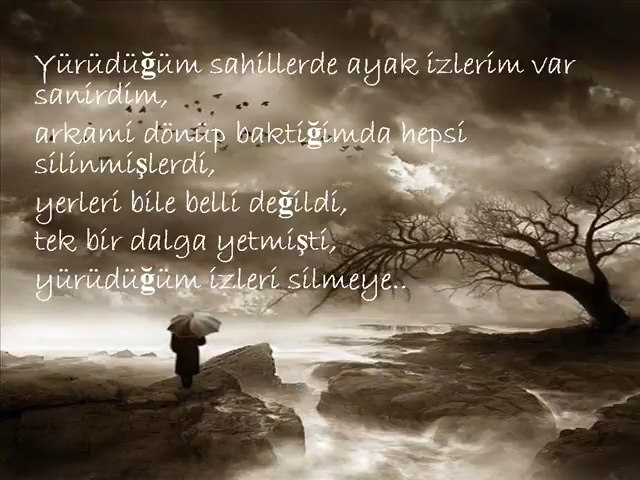 Yürüdüğüm sahillerde ayak izlerim var
sanirdim,
arkami dönüp baktiğimda hepsi
silinmişlerdi,
yerleri bile belli değildi,
tek bir dalga yetmişti,
yürüdüğüm izleri silmeye..